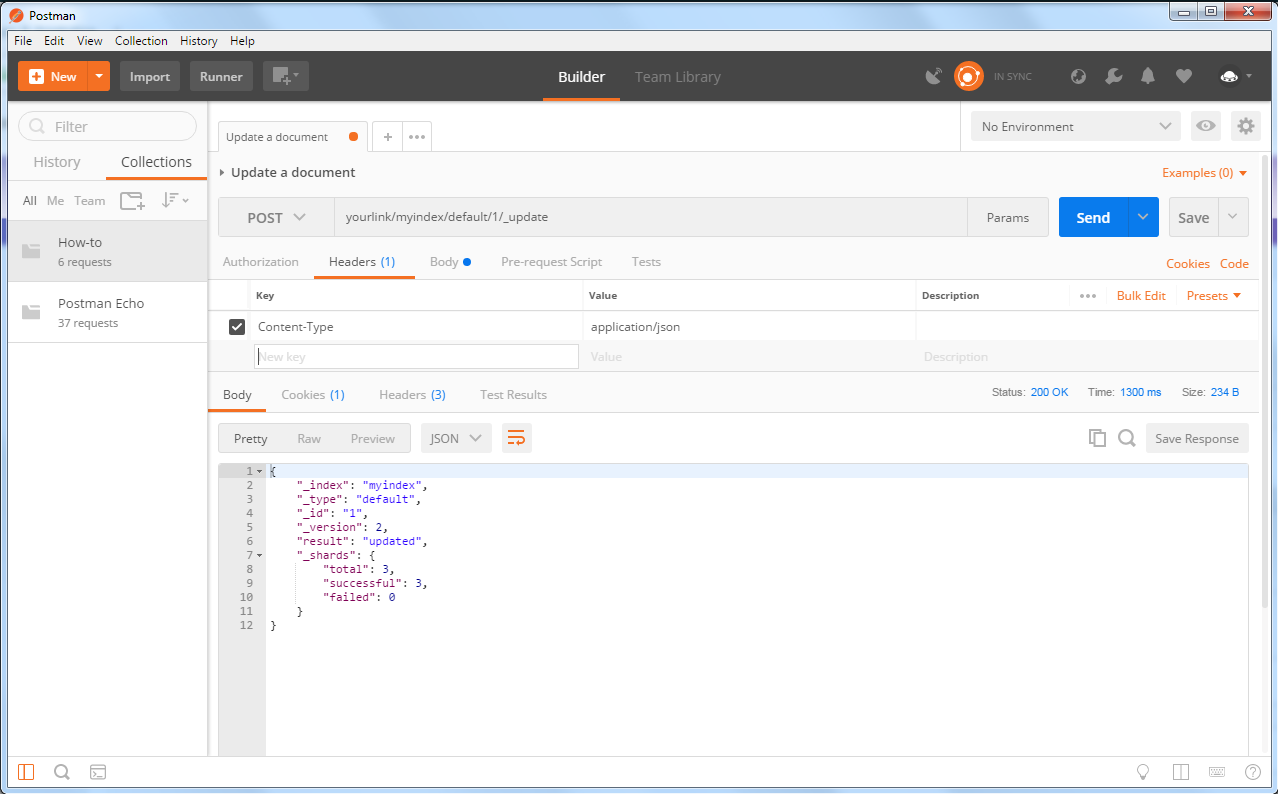 Postman
File Edit View Collection History Help
New Import Runner Builder Team Library IN SYNC
Filter
History Collections
All Me Team
How-to
6 requests
Postman Echo
37 requests
Update a document
No Environment
Update a document
Examples (0)
POST yourlink/myindex/default/1/_update Params Send Save
Authorization Headers (1) Body Pre-request Script Tests Cookies Code
Key Value Description Bulk Edit Presets
Content-Type application/json
New key Value Description
Body Cookies (1) Headers (3) Test Results Status: 200 OK Time: 1300 ms Size: 234 B
Pretty Raw Preview JSON Save Response
1 {
2 "_index": "myindex",
3 "_type": "default",
4 "_id": "1",
5 "_version": 2,
6 "result": "updated",
7 "_shards": {
8 "total": 3,
9 "successful": 3,
10 "failed": 0
11 }
12 }